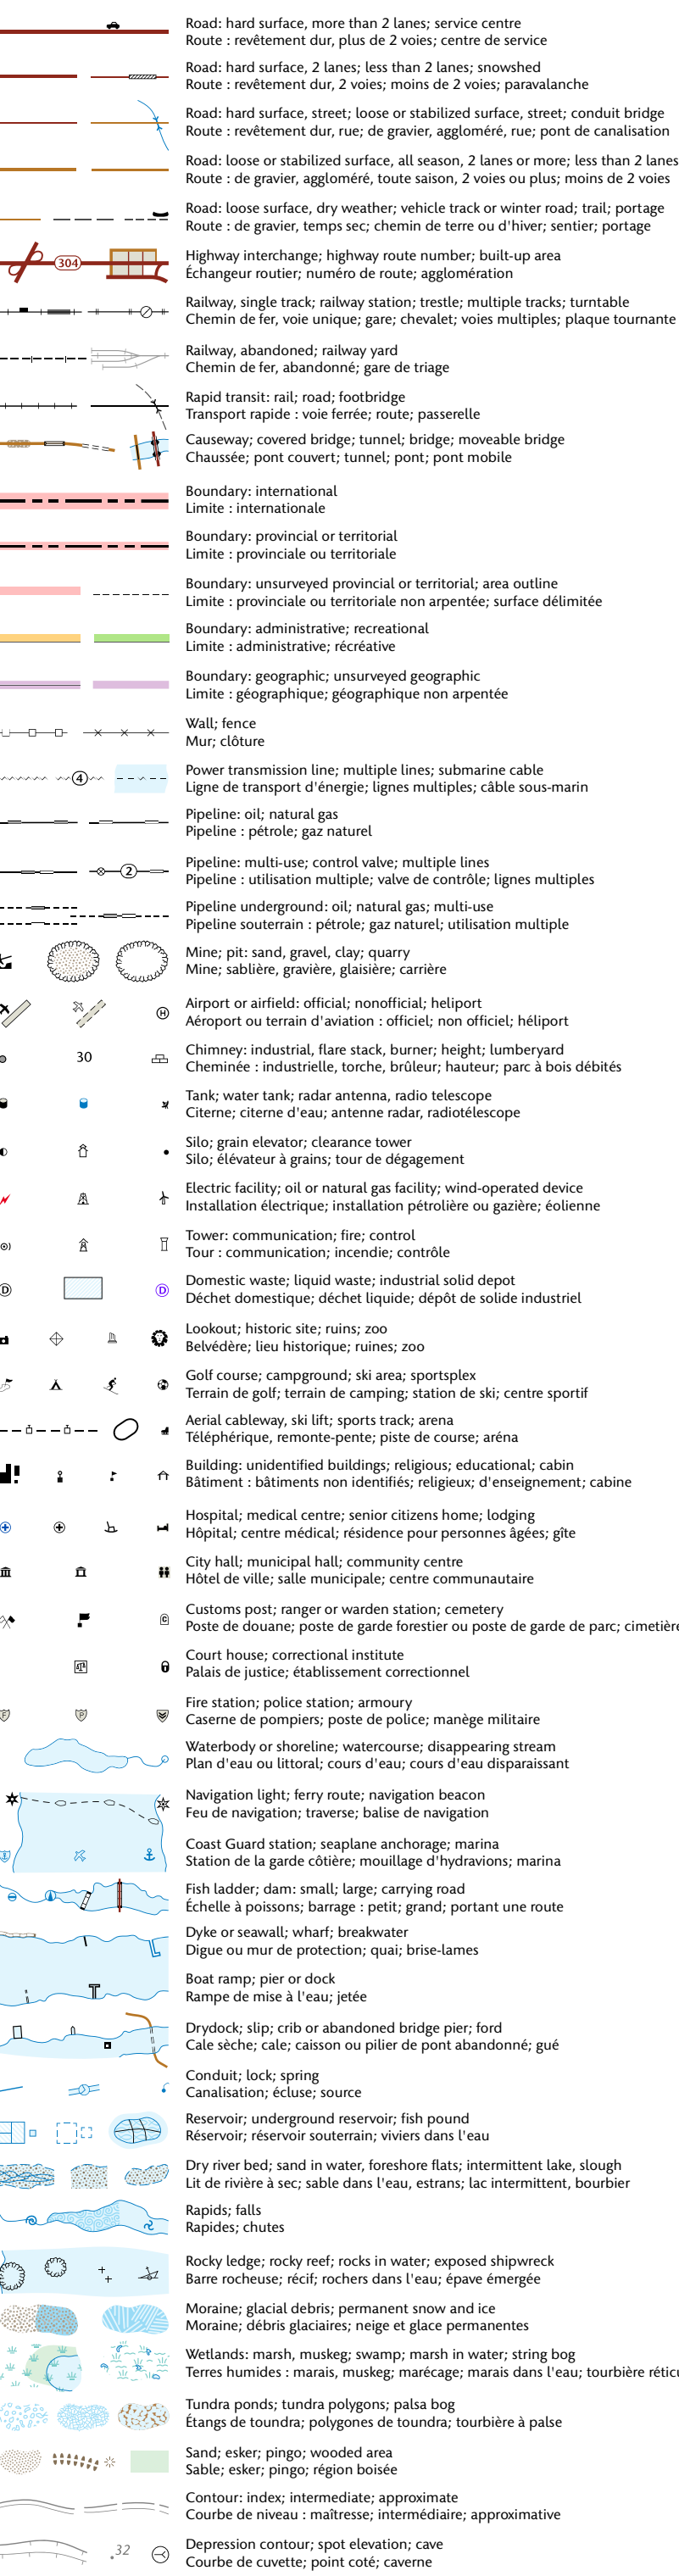 Road: hard surface, more than 2 lanes; service centre
Route : revêtement dur, plus de 2 voies; centre de service
Road: hard surface, 2 lanes; less than 2 lanes; snowshed
Route : revêtement dur, 2 voies; moins de 2 voies; paravalanche
Road: hard surface, street; loose or stabilized surface, street; conduit bridge
Route : revêtement dur, rue; de gravier, aggloméré, rue; pont de canalisation
Road: loose or stabilized surface, all season, 2 lanes or more; less than 2 lanes
Route : de gravier, aggloméré, toute saison, 2 voies ou plus; moins de 2 voies
Road: loose surface, dry weather; vehicle track or winter road; trail; portage
Route : de gravier, temps sec; chemin de terre ou d'hiver; sentier; portage
304
Highway interchange; highway route number; built-up area
Échangeur routier; numéro de route; agglomération
Railway, single track; railway station; trestle; multiple tracks; turntable
Chemin de fer, voie unique; gare; chevalet; voies multiples; plaque tournante
Railway, abandoned; railway yard
Chemin de fer, abandonné; gare de triage
Rapid transit: rail; road; footbridge
Transport rapide : voie ferrée; route; passerelle
Causeway; covered bridge; tunnel; bridge; moveable bridge
Chaussée; pont couvert; tunnel; pont; pont mobile
Boundary: international
Limite : internationale
Boundary: provincial or territorial
Limite : provinciale ou territoriale
Boundary: unsurveyed provincial or territorial; area outline
Limite : provinciale ou territoriale non arpentée; surface délimitée
Boundary: administrative; recreational
Limite : administrative; récréative
Boundary: geographic; unsurveyed geographic
Limite : géographique; géographique non arpentée
Wall; fence
Mur; clôture
4
Power transmission line; multiple lines; submarine cable
Ligne de transport d'énergie; lignes multiples; câble sous-marin
Pipeline: oil; natural gas
Pipeline : pétrole; gaz naturel
2
Pipeline: multi-use; control valve; multiple lines
Pipeline : utilisation multiple; valve de contrôle; lignes multiples
Pipeline underground: oil; natural gas; multi-use
Pipeline souterrain : pétrole; gaz naturel; utilisation multiple
Mine; pit: sand, gravel, clay; quarry
Mine; sablière, gravière, glaisière; carrière
H
Airport or airfield: official; nonofficial; heliport
Aéroport ou terrain d'aviation : officiel; non officiel; héliport
30
Chimney: industrial, flare stack, burner; height; lumberyard
Cheminée : industrielle, torche, brûleur; hauteur; parc à bois débités
Tank; water tank; radar antenna, radio telescope
Citerne; citerne d'eau; antenne radar, radiotélescope
Silo; grain elevator; clearance tower
Silo; élévateur à grains; tour de dégagement
Electric facility; oil or natural gas facility; wind-operated device
Installation électrique; installation pétrolière ou gazière; éolienne
Tower: communication; fire; control
Tour : communication; incendie; contrôle
D D
Domestic waste; liquid waste; industrial solid depot
Déchet domestique; déchet liquide; dépôt de solide industriel
Lookout; historic site; ruins; zoo
Belvédère; lieu historique; ruines; zoo
Golf course; campground; ski area; sportsplex
Terrain de golf; terrain de camping; station de ski; centre sportif
Aerial cableway, ski lift; sports track; arena
Téléphérique, remonte-pente; piste de course; aréna
Building: unidentified buildings; religious; educational; cabin
Bâtiment : bâtiments non identifiés; religieux; d'enseignement; cabine
Hospital; medical centre; senior citizens home; lodging
Hôpital; centre médical; résidence pour personnes âgées; gîte
City hall; municipal hall; community centre
Hôtel de ville; salle municipale; centre communautaire
C
Customs post; ranger or warden station; cemetery
Poste de douane; poste de garde forestier ou poste de garde de parc; cimetière
Court house; correctional institute
Palais de justice; établissement correctionnel
F P
Fire station; police station; armoury
Caserne de pompiers; poste de police; manège militaire
Waterbody or shoreline; watercourse; disappearing stream
Plan d'eau ou littoral; cours d'eau; cours d'eau disparaissant
Navigation light; ferry route; navigation beacon
Feu de navigation; traverse; balise de navigation
Coast Guard station; seaplane anchorage; marina
Station de la garde côtière; mouillage d'hydravions; marina
Fish ladder; dam: small; large; carrying road
Échelle à poissons; barrage : petit; grand; portant une route
Dyke or seawall; wharf; breakwater
Digue ou mur de protection; quai; brise-lames
Boat ramp; pier or dock
Rampe de mise à l'eau; jetée
Drydock; slip; crib or abandoned bridge pier; ford
Cale sèche; cale; caisson ou pilier de pont abandonné; gué
Conduit; lock; spring
Canalisation; écluse; source
Reservoir; underground reservoir; fish pound
Réservoir; réservoir souterrain; viviers dans l'eau
Dry river bed; sand in water, foreshore flats; intermittent lake, slough
Lit de rivière à sec; sable dans l'eau, estrans; lac intermittent, bourbier
Rapids; falls
Rapides; chutes
Rocky ledge; rocky reef; rocks in water; exposed shipwreck
Barre rocheuse; récif; rochers dans l'eau; épave émergée
Moraine; glacial debris; permanent snow and ice
Moraine; débris glaciaires; neige et glace permanentes
Wetlands: marsh, muskeg; swamp; marsh in water; string bog
Terres humides : marais, muskeg; marécage; marais dans l'eau; tourbière
Tundra ponds; tundra polygons; palsa bog
Étangs de toundra; polygones de toundra; tourbière à palse
Sand; esker; pingo; wooded area
Sable; esker; pingo; région boisée
Contour: index; intermediate; approximate
Courbe de niveau : maîtresse; intermédiaire; approximative
.32
Depression contour; spot elevation; cave
Courbe de cuvette; point coté; caverne